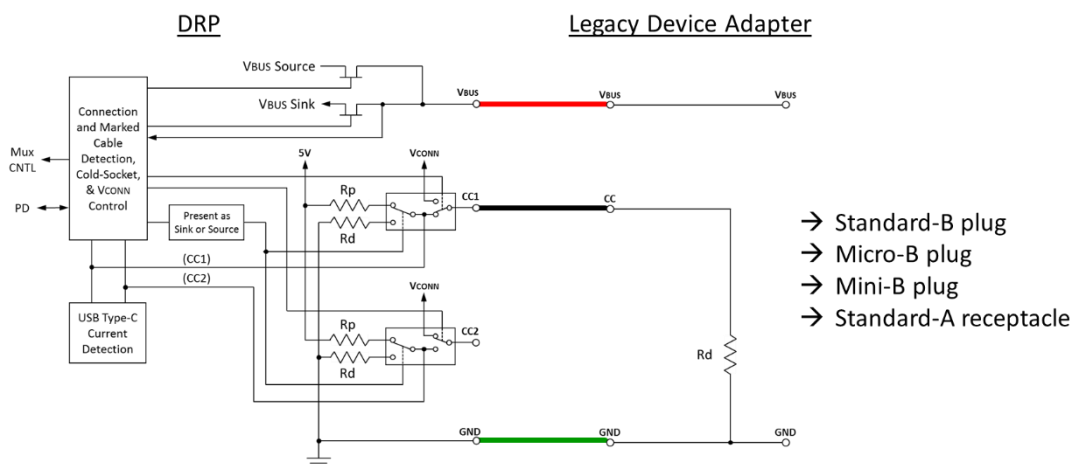 DRP
Legacy Device Adapter
VBUS Source
VBUS Sink
VBUS
VBUS
VBUS
Connection
and Marked
Cable
Detection,
Cold-Socket,
& VCONN
Control
Mux
CNTL
PD
5V
VCONN
Rp
Rd
CC1
CC
Present as
Sink or Source
(CC1)
(CC2)
USB Type-C
Current
Detection
VCONN
Rp
Rd
CC2
Rd
→ Standard-B plug
→ Micro-B plug
→ Mini-B plug
→ Standard-A receptacle
GND
GND
GND